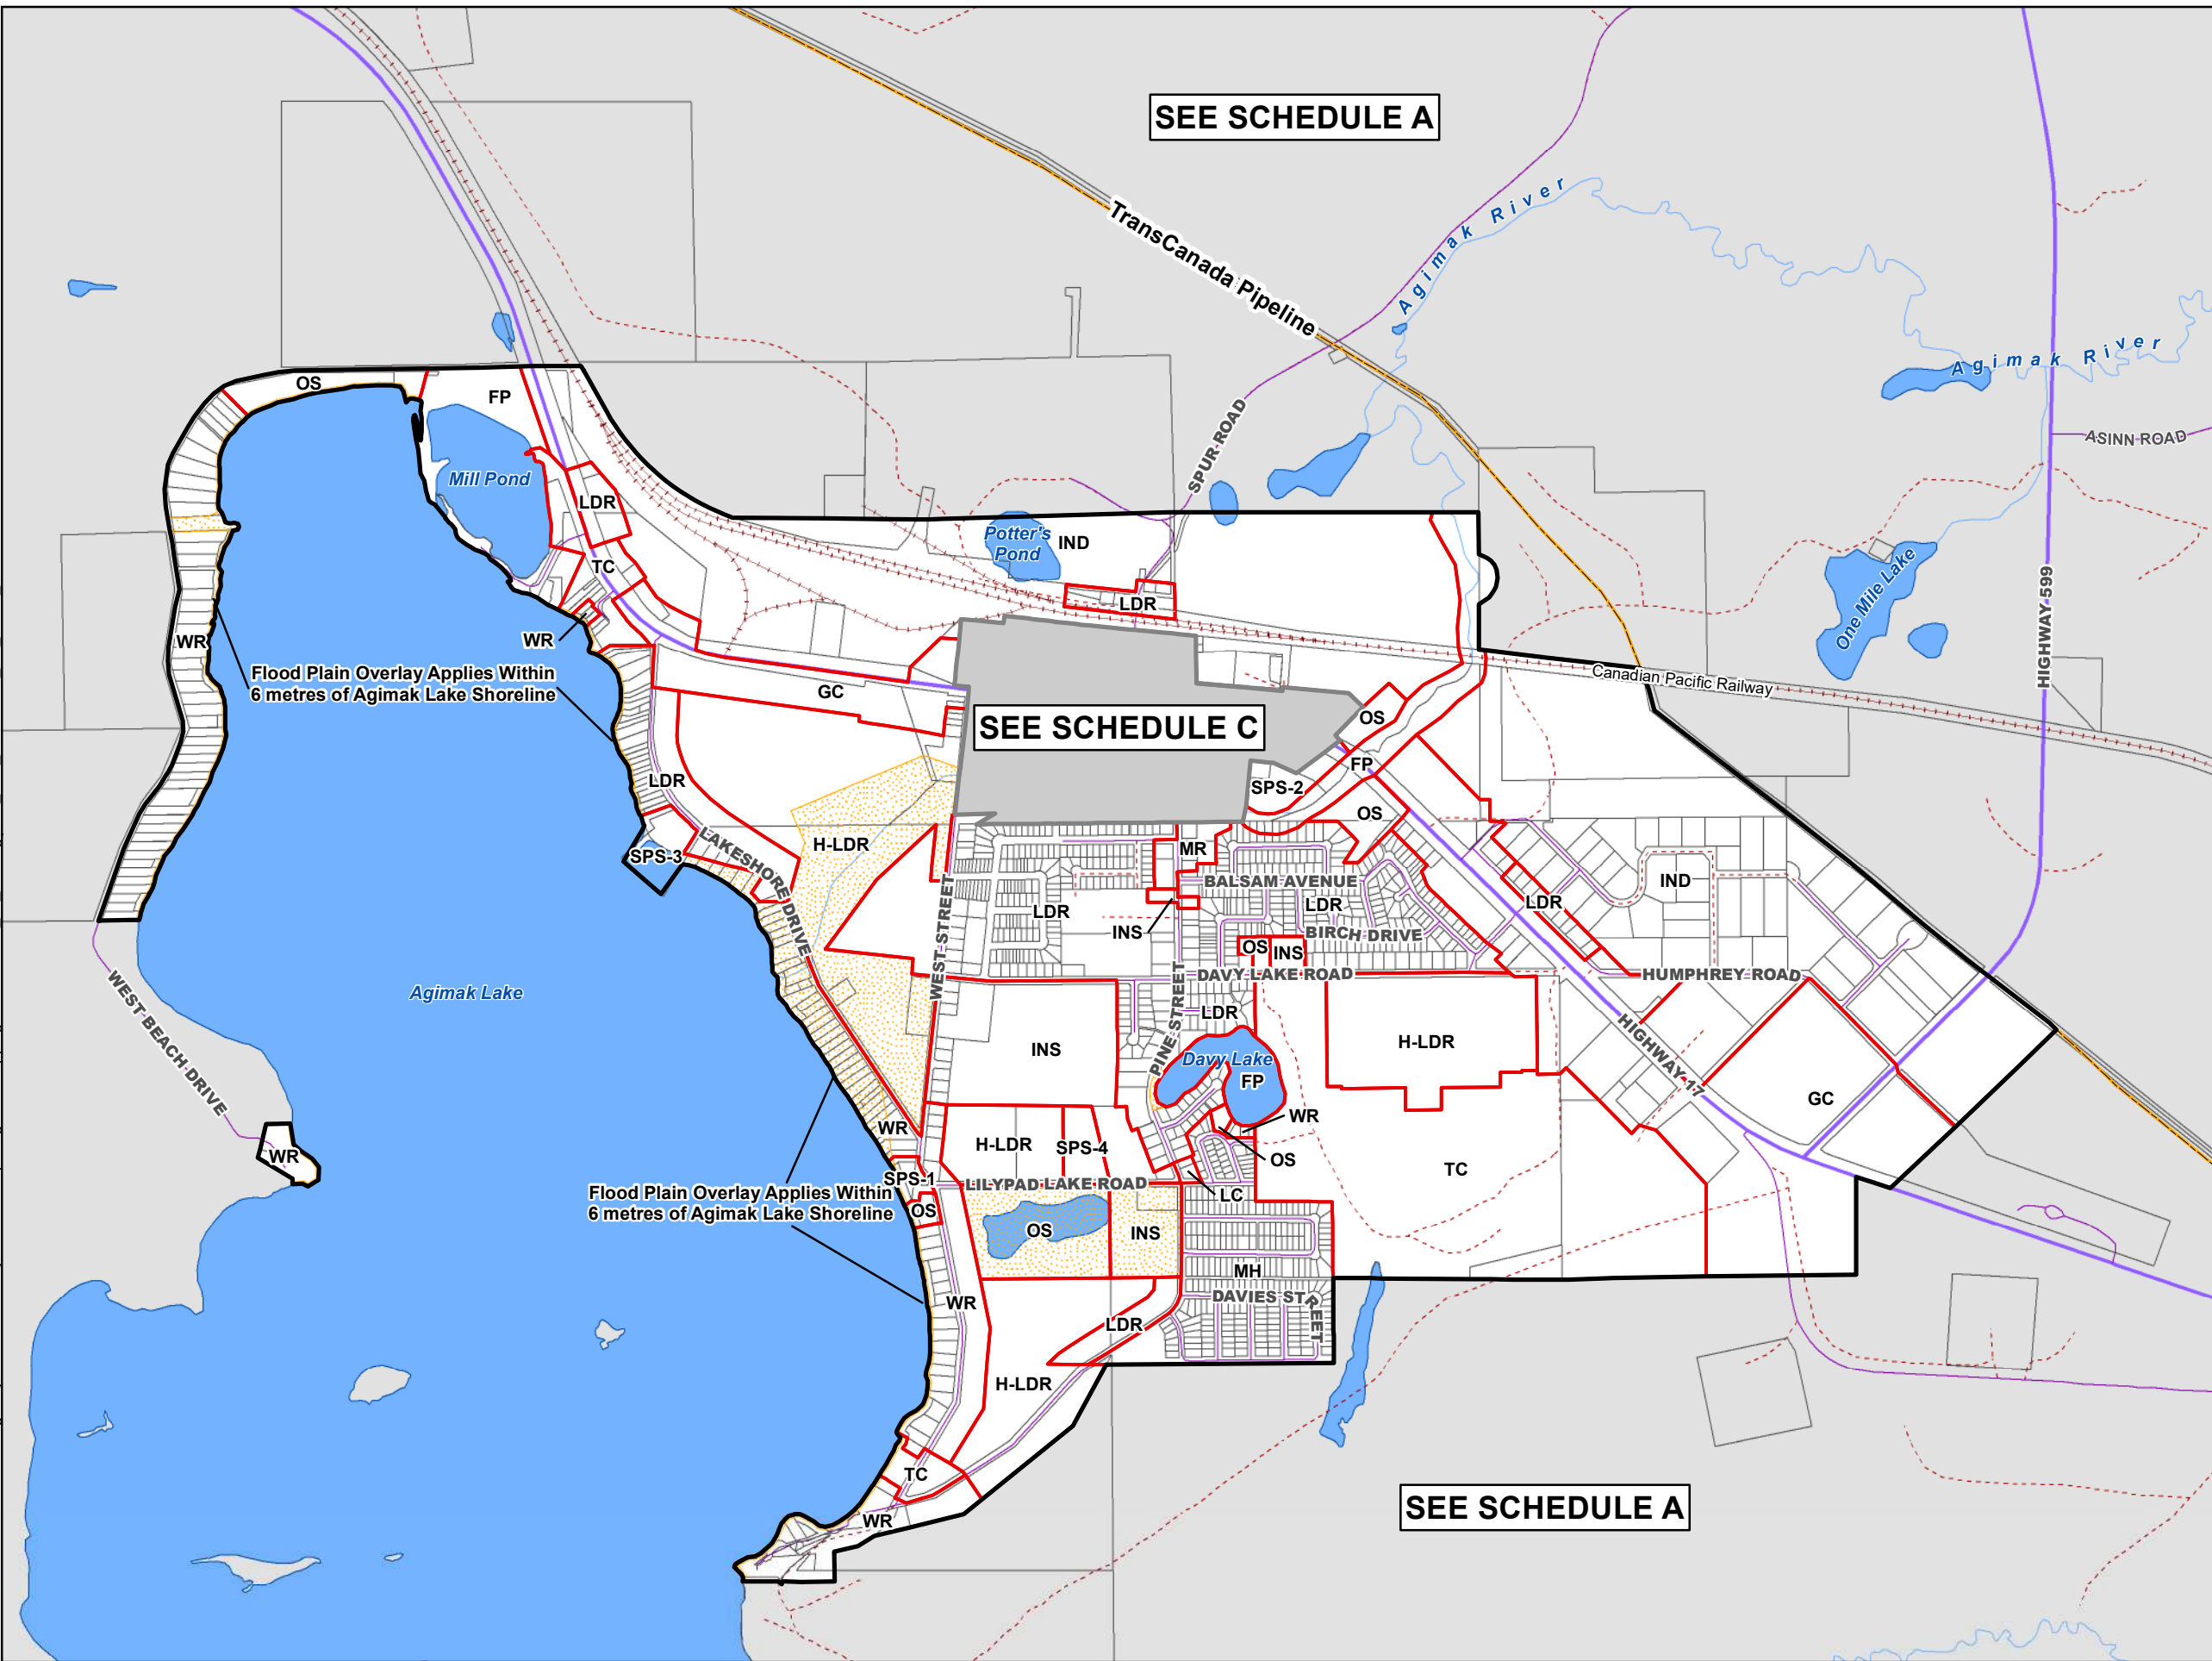 SEE SCHEDULE A
TransCanada Pipeline
Agimak River
Agimak River
ASINN ROAD
HIGHWAY 599
One Mile Lake
SPUR ROAD
OS
FP
Mill Pond
LDR
TC
WR
WR
Potter's
Pond
IND
LDR
Canadian Pacific Railway
Flood Plain Overlay Applies Within
6 metres of Agimak Lake Shoreline
GC
SEE SCHEDULE C
OS
FP
SPS-2
OS
LDR
SPS-3
LAKESHORE DRIVE
H-LDR
WEST STREET
MR
BALSAM AVENUE
LDR
LDR
INS
BIRCH DRIVE
OS
INS
DAVY LAKE ROAD
LDR
IND
HUMPHREY ROAD
HIGHWAY 17
WEST BEACH DRIVE
Agimak Lake
WR
INS
PINE STREET
LDR
Davy Lake
FP
WR
OS
LC
H-LDR
GC
TC
WR
H-LDR
SPS-4
SPS-1
LILYPAD LAKE ROAD
OS
OS
INS
Flood Plain Overlay Applies Within
6 metres of Agimak Lake Shoreline
MH
DAVIES STREET
WR
LDR
H-LDR
TC
WR
SEE SCHEDULE A